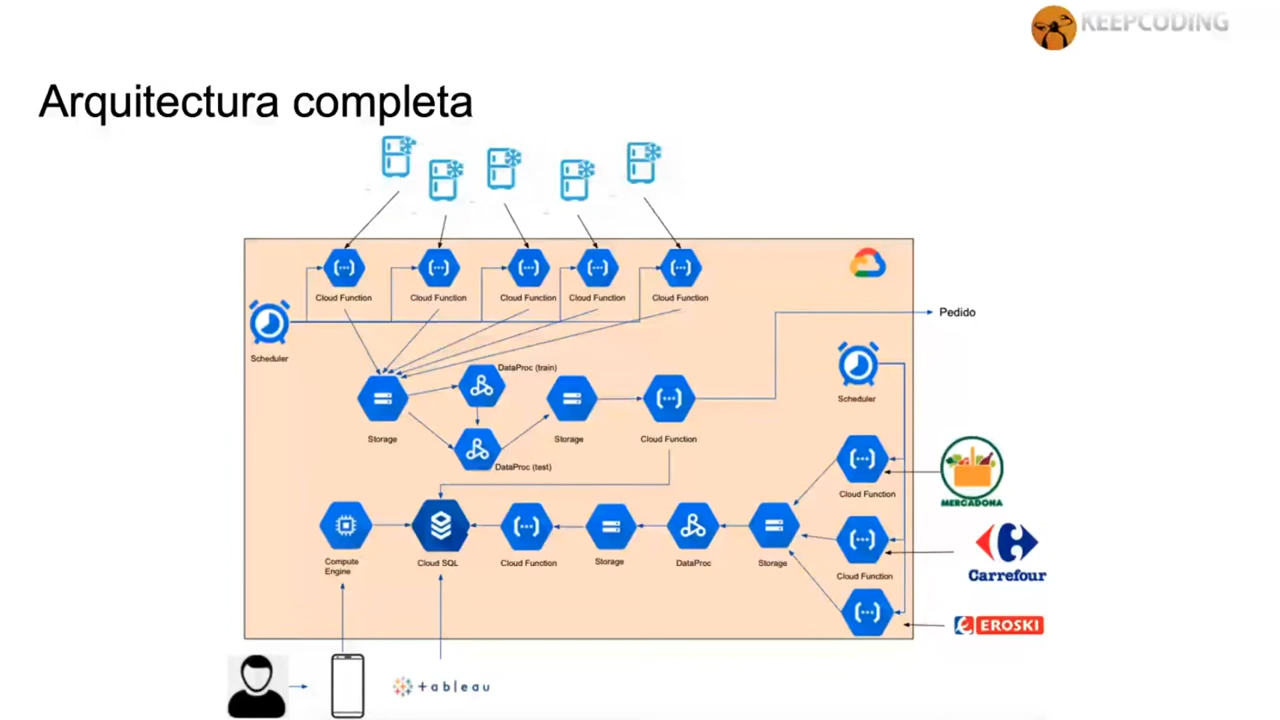 KEEPCODING
Arquitectura completa
Cloud Function
Cloud Function
Cloud Function
Cloud Function
Cloud Function
Pedido
Scheduler
DataProc (train)
Scheduler
Storage
Storage
Cloud Function
DataProc (test)
Cloud Function
MERCADONA
Compute
Engine
Cloud SQL
Cloud Function
Storage
DataProc
Storage
Cloud Function
Carrefour
EROSKI
+ableau